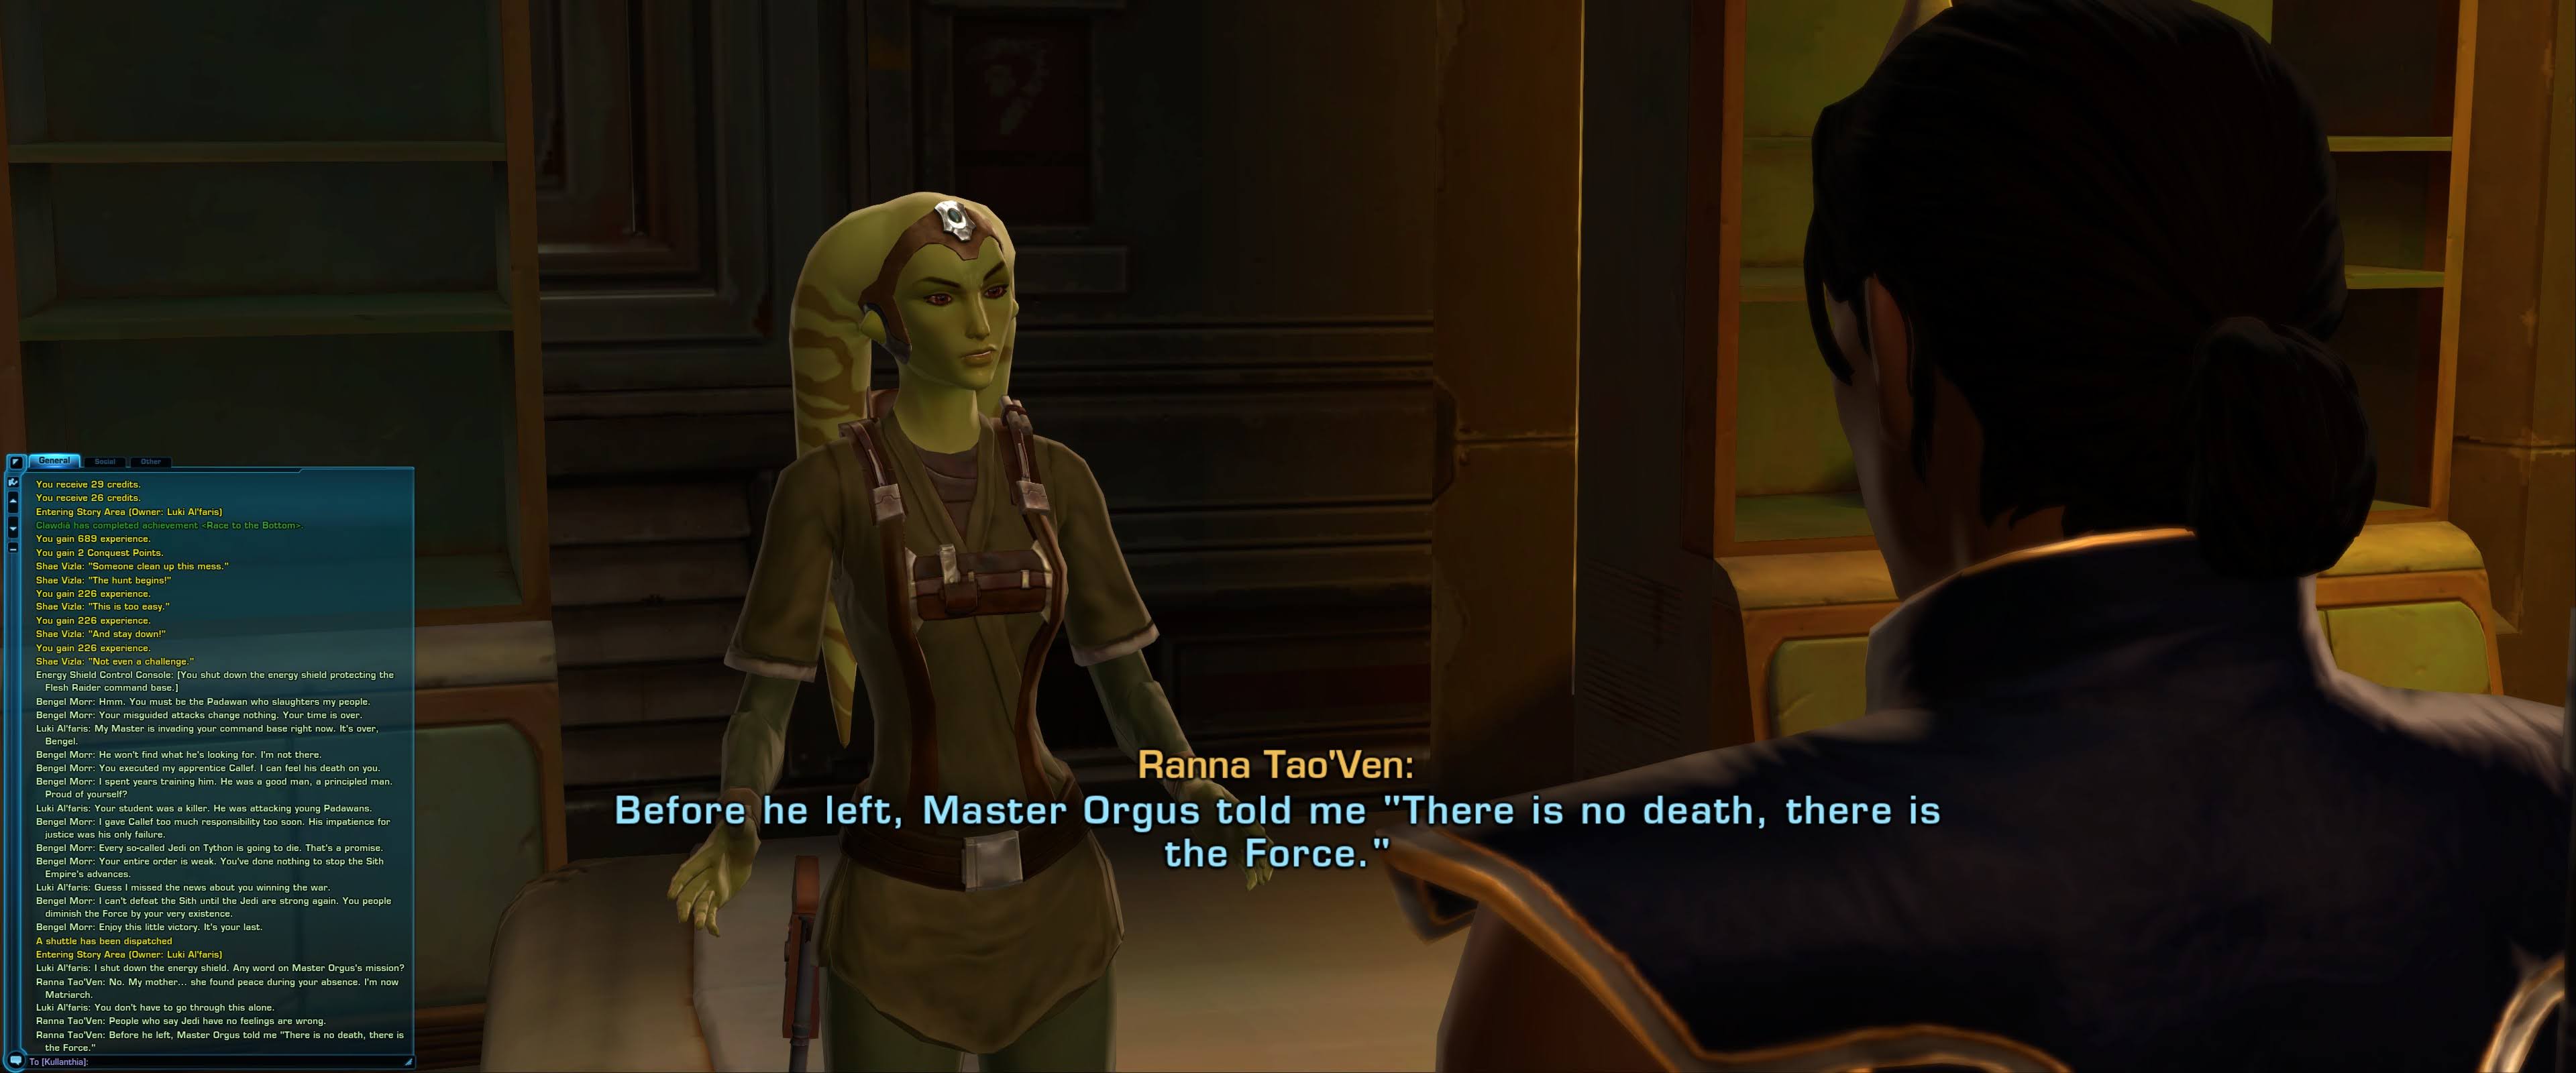 General Social Other
You receive 29 credits.
You receive 26 credits.
Entering Story Area (Owner: Luki Al'faris)
Clawdiä has completed achievement <Race to the Bottom>
You gain 689 experience.
You gain 2 Conquest Points.
Shae Vizla: "Someone clean up this mess."
Shae Vizla: "The hunt begins!"
You gain 226 experience.
Shae Vizla: "This is too easy."
You gain 226 experience.
Shae Vizla: "And stay down!"
You gain 226 experience.
Shae Vizla: "Not even a challenge."
Energy Shield Control Console: [You shut down the energy shield protecting the
Flesh Raider command base.]
Bengel Morr: Hmm. You must be the Padawan who slaughters my people.
Bengel Morr: Your misguided attacks change nothing. Your time is over.
Luki Al'faris: My Master is invading your command base right now. It's over,
Bengel.
Bengel Morr: He won't find what he's looking for. I'm not there.
Bengel Morr: You executed my apprentice Callef. I can feel his death on you.
Bengel Morr: I spent years training him. He was a good man, a principled man.
Proud of yourself?
Luki Al'faris: Your student was a killer. He was attacking young Padawans.
Bengel Morr: I gave Callef too much responsibility too soon. His impatience for
justice was his only failure.
Bengel Morr: Every so-called Jedi on Tython is going to die. That's a promise.
Bengel Morr: Your entire order is weak. You've done nothing to stop the Sith
Empire's advances.
Luki Al'faris: Guess I missed the news about you winning the war.
Bengel Morr: I can't defeat the Sith until the Jedi are strong again. You people
diminish the Force by your very existence.
Bengel Morr: Enjoy this little victory. It's your last.
A shuttle has been dispatched
Entering Story Area (Owner: Luki Al'faris)
Luki Al'faris: I shut down the energy shield. Any word on Master Orgus's mission?
Ranna Tao'Ven: No. My mother... she found peace during your absence. I'm now
Matriarch.
Luki Al'faris: You don't have to go through this alone.
Ranna Tao'Ven: People who say Jedi have no feelings are wrong.
Ranna Tao'Ven: Before he left, Master Orgus told me "There is no death, there is
the Force."
To [Kullanthia]:
Ranna Tao'Ven:
Before he left, Master Orgus told me "There is no death, there is
the Force."